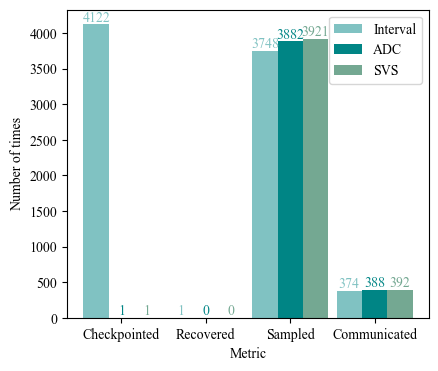 4122
3748
3882
3921
Interval
ADC
SVS
4000
3500
3000
2500
2000
1500
1000
500
0
Number of times
1
1
1
0
0
374
388
392
Checkpointed
Recovered
Sampled
Communicated
Metric